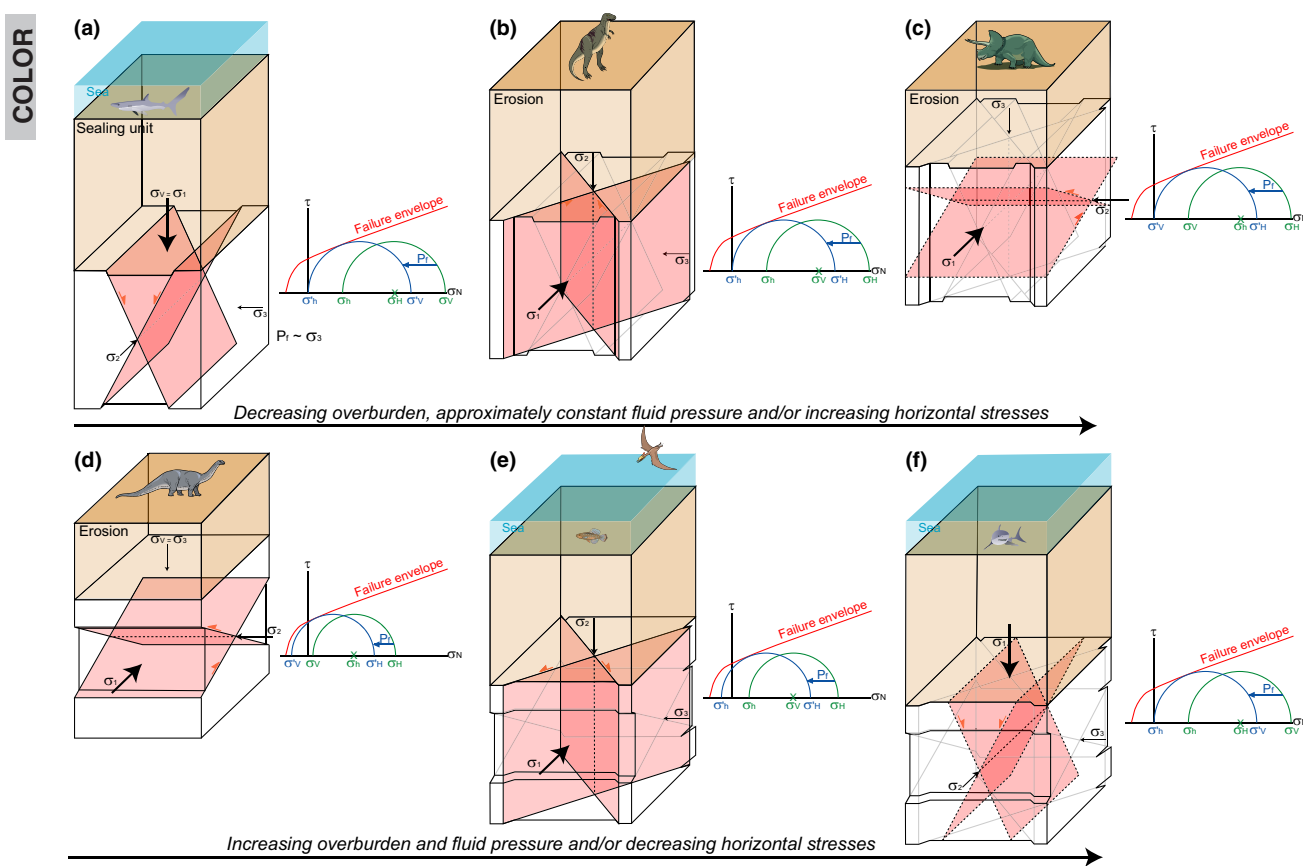 COLOR
(a)
Sea
Sealing unit
σV = σ1
σ2
σ3
Pf ~ σ3
τ
Failure envelope
Pf
σN
σ'h
σh
σH
σ'V
σV
(b)
Erosion
σ2
σ1
σ3
τ
Failure envelope
Pf
σN
σ'h
σh
σV
σ'H
σH
(c)
Erosion
σ3
σ1
σ2
τ
Failure envelope
Pf
σ'V
σV
σh
σ'H
σH
Decreasing overburden, approximately constant fluid pressure and/or increasing horizontal stresses
(d)
Erosion
σV = σ3
σ2
σ1
τ
Failure envelope
Pf
σN
σ'V
σV
σh
σ'H
σH
(e)
Sea
σ2
σ3
σ1
τ
Failure envelope
Pf
σN
σ'h
σh
σV
σ'H
σH
(f)
Sea
σ1
σ3
σ2
τ
Failure envelope
Pf
σ'h
σh
σH
σ'V
σV
Increasing overburden and fluid pressure and/or decreasing horizontal stresses